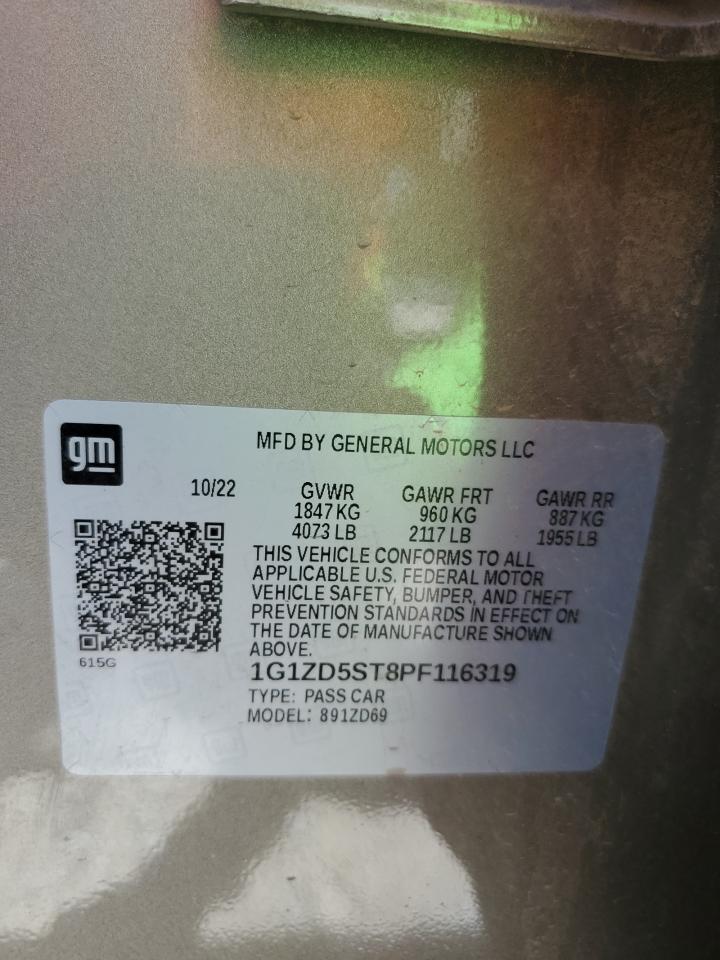 gm
MFD BY GENERAL MOTORS LLC
10/22 GVWR GAWR FRT GAWR RR
1847 KG 960 KG 887 KG
4073 LB 2117 LB 1955 LB
THIS VEHICLE CONFORMS TO ALL
APPLICABLE U.S. FEDERAL MOTOR
VEHICLE SAFETY, BUMPER, AND THEFT
PREVENTION STANDARDS IN EFFECT ON
THE DATE OF MANUFACTURE SHOWN
ABOVE.
615G
1G1ZD5ST8PF116319
TYPE: PASS CAR
MODEL: 891ZD69